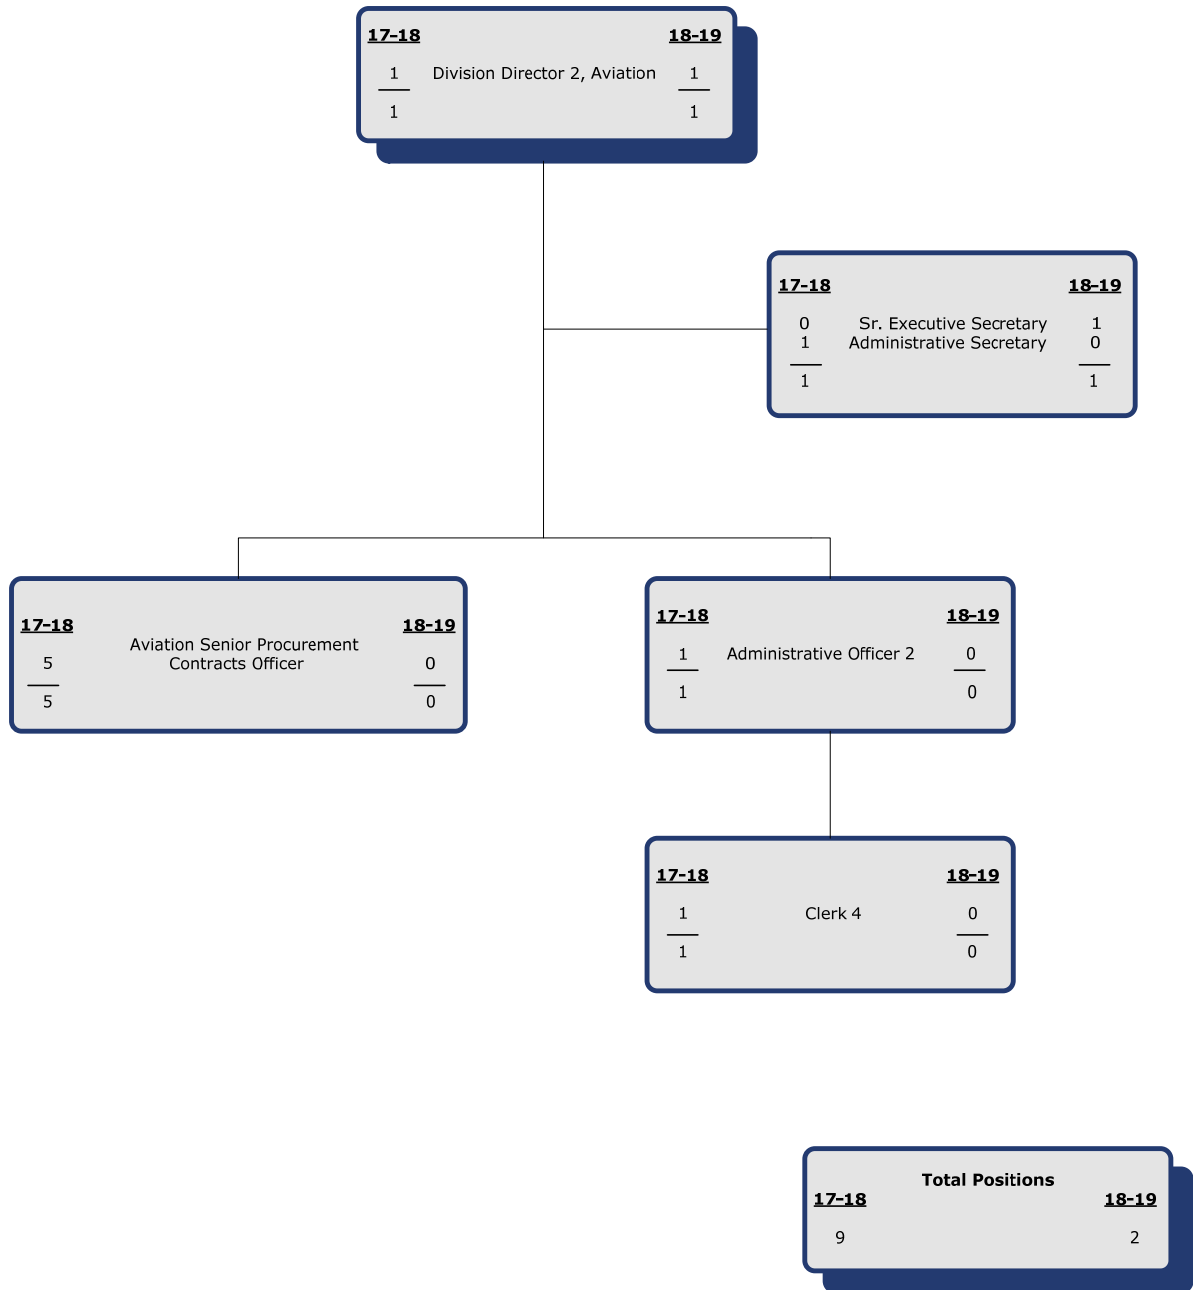 17-18 18-19
1 Division Director 2, Aviation 1
1 1
17-18 18-19
0 Sr. Executive Secretary 1
1 Administrative Secretary 0
1 1
17-18 18-19
Aviation Senior Procurement
5 Contracts Officer 0
5 0
17-18 18-19
1 Administrative Officer 2 0
1 0
17-18 18-19
1 Clerk 4 0
1 0
Total Positions
17-18 18-19
9 2